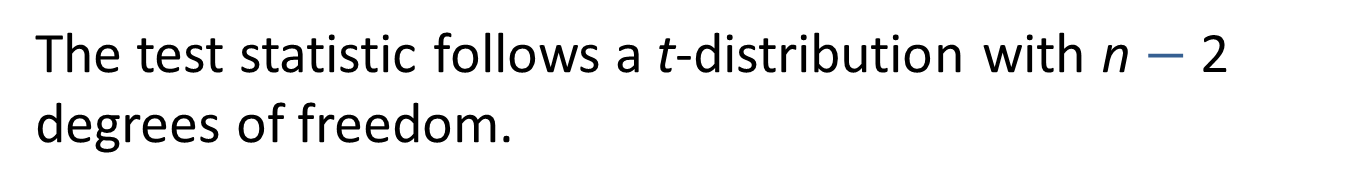 The test statistic follows a t-distribution with n − 2
degrees of freedom.